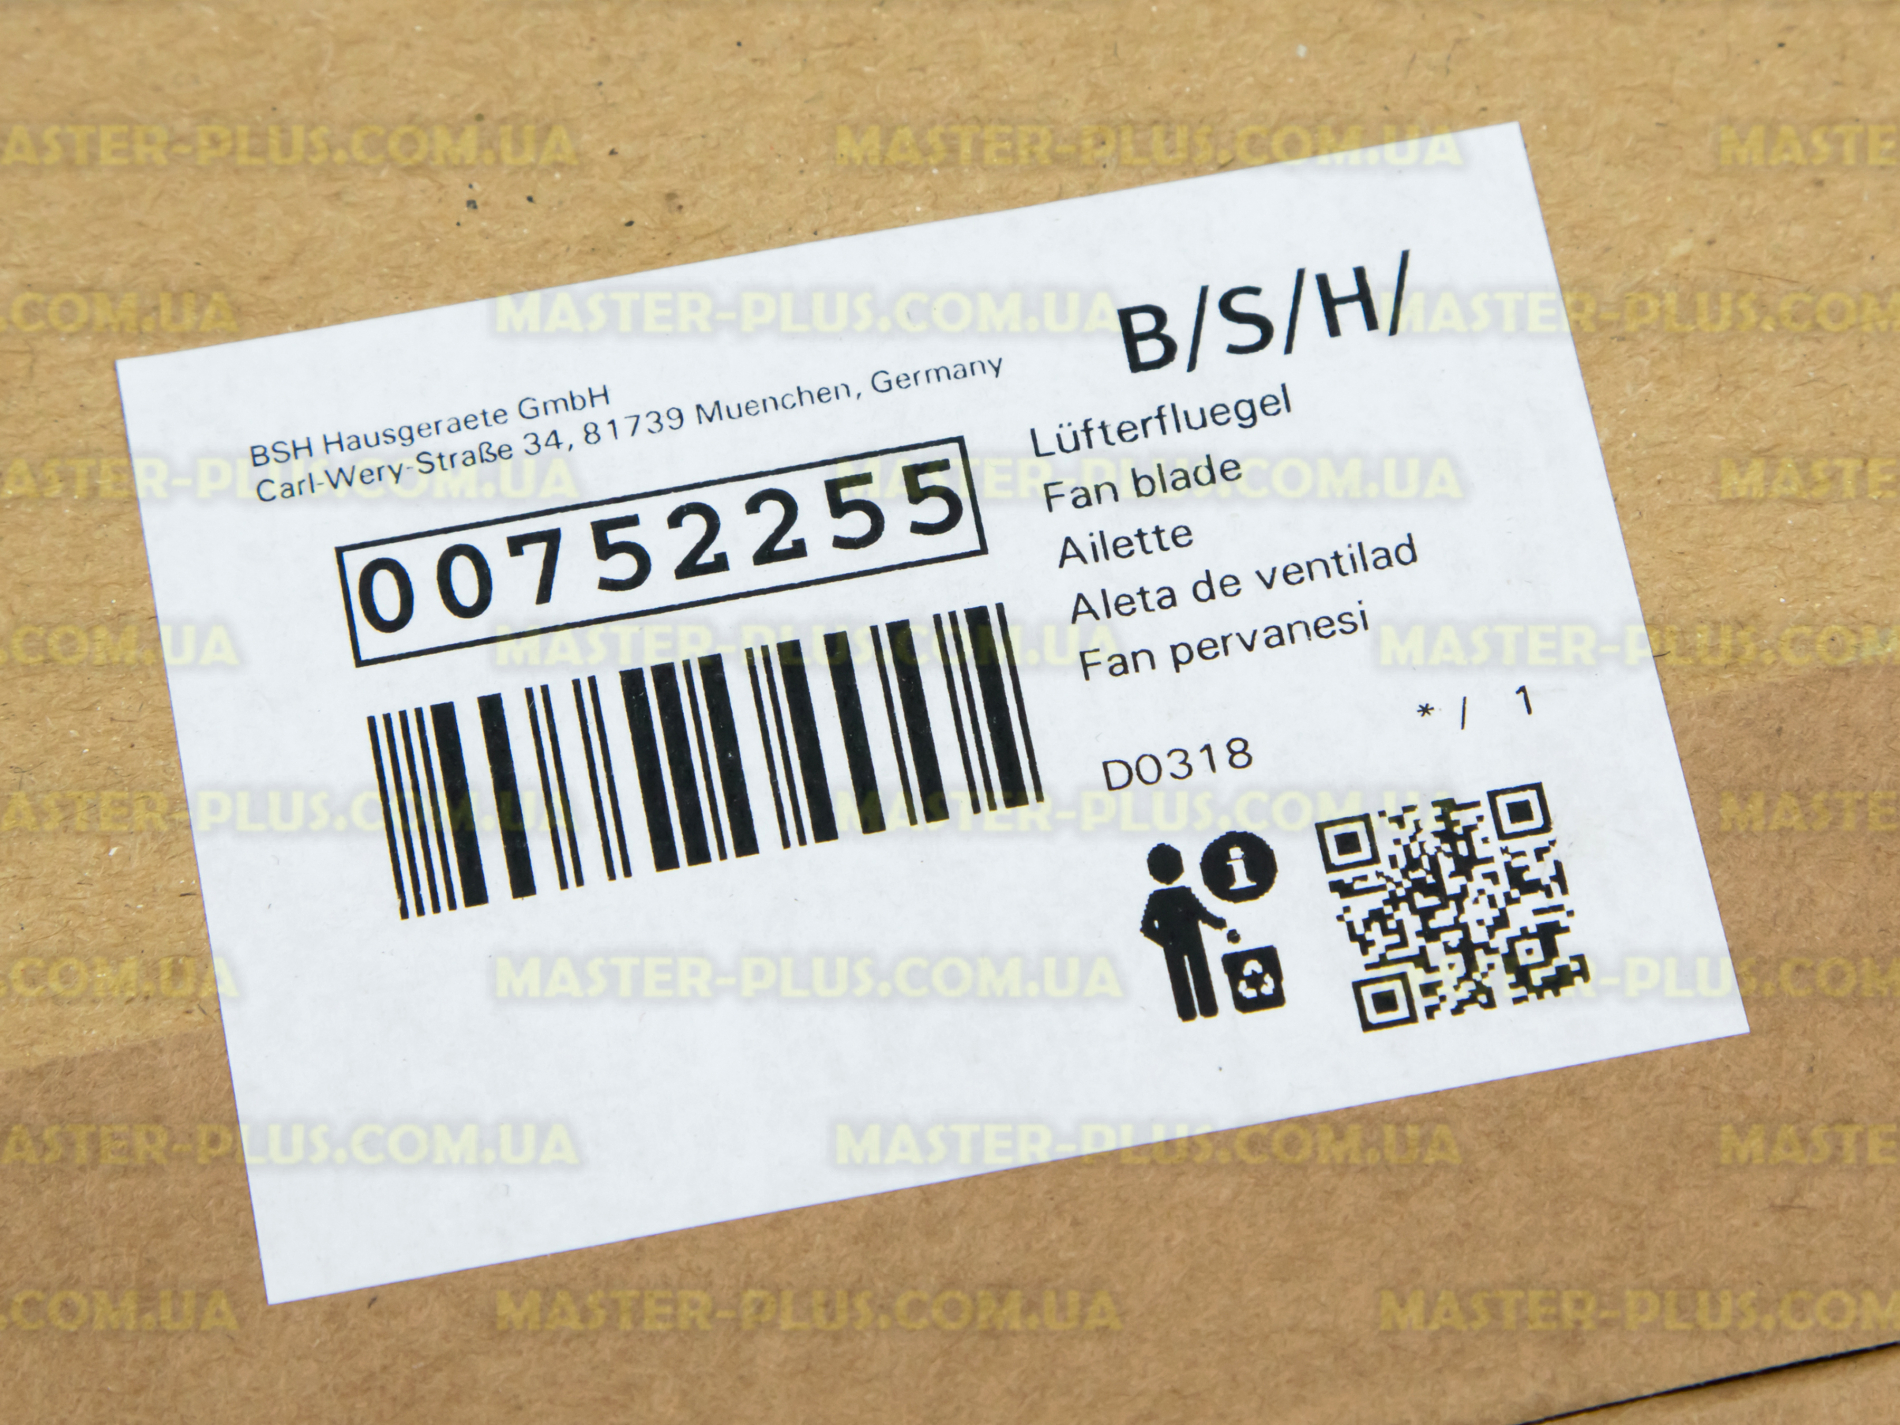 B/S/H/
BSH Hausgeraete GmbH
Carl-Wery-Straße 34, 81739 Muenchen, Germany
00752255
Lüfterfluegel
Fan blade
Ailette
Aleta de ventilad
Fan pervanesi
* / 1
D0318
i
MASTER-PLUS.COM.UA